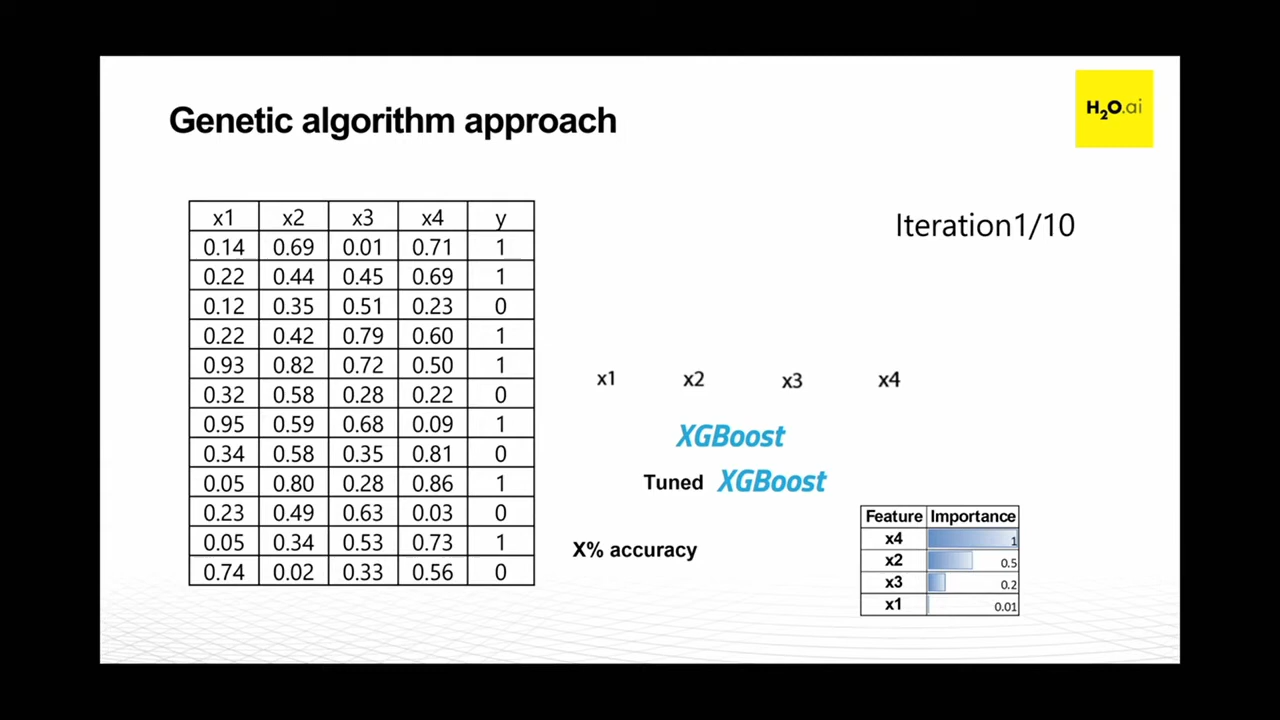 Genetic algorithm approach
H2O.ai
Iteration1/10
x1 x2 x3 x4 y
0.14 0.69 0.01 0.71 1
0.22 0.44 0.45 0.69 1
0.12 0.35 0.51 0.23 0
0.22 0.42 0.79 0.60 1
0.93 0.82 0.72 0.50 1
0.32 0.58 0.28 0.22 0
0.95 0.59 0.68 0.09 1
0.34 0.58 0.35 0.81 0
0.05 0.80 0.28 0.86 1
0.23 0.49 0.63 0.03 0
0.05 0.34 0.53 0.73 1
0.74 0.02 0.33 0.56 0
x1 x2 x3 x4
XGBoost
Tuned XGBoost
X% accuracy
Feature Importance
x4 1
x2 0.5
x3 0.2
x1 0.01